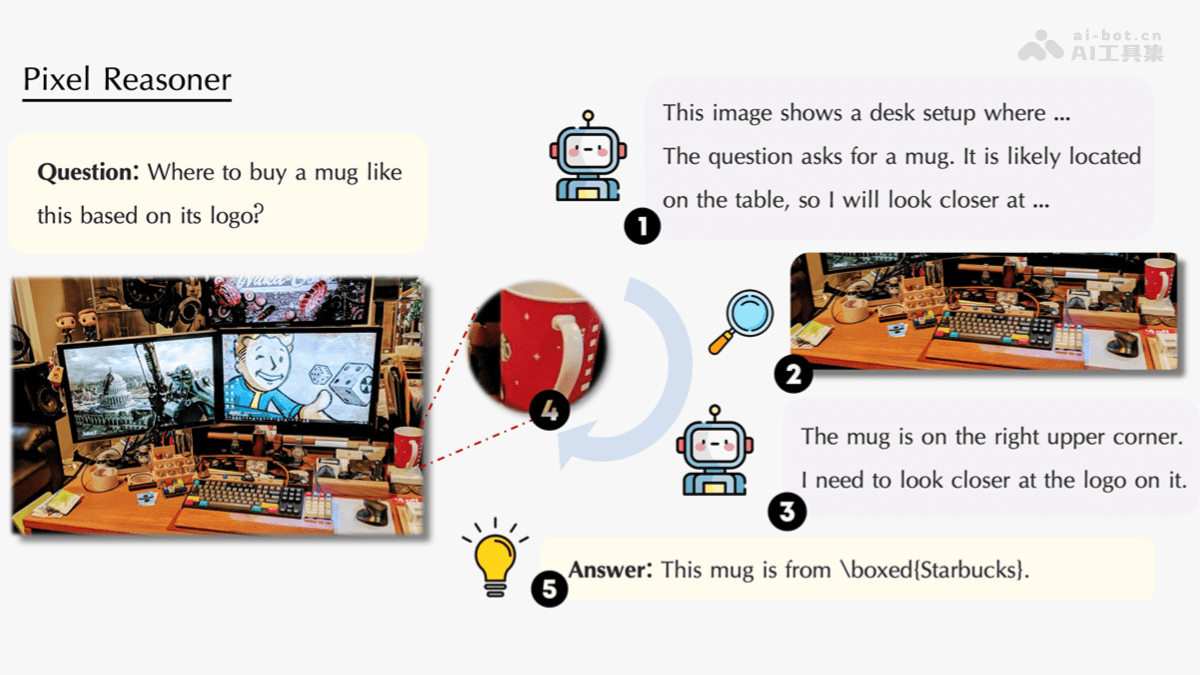 ai-bot.cn
AI工具集
Pixel Reasoner
Question: Where to buy a mug like
this based on its logo?
This image shows a desk setup where ...
The question asks for a mug. It is likely located
on the table, so I will look closer at ...
1
2
The mug is on the right upper corner.
I need to look closer at the logo on it.
3
4
Answer: This mug is from \boxed{Starbucks}.
5